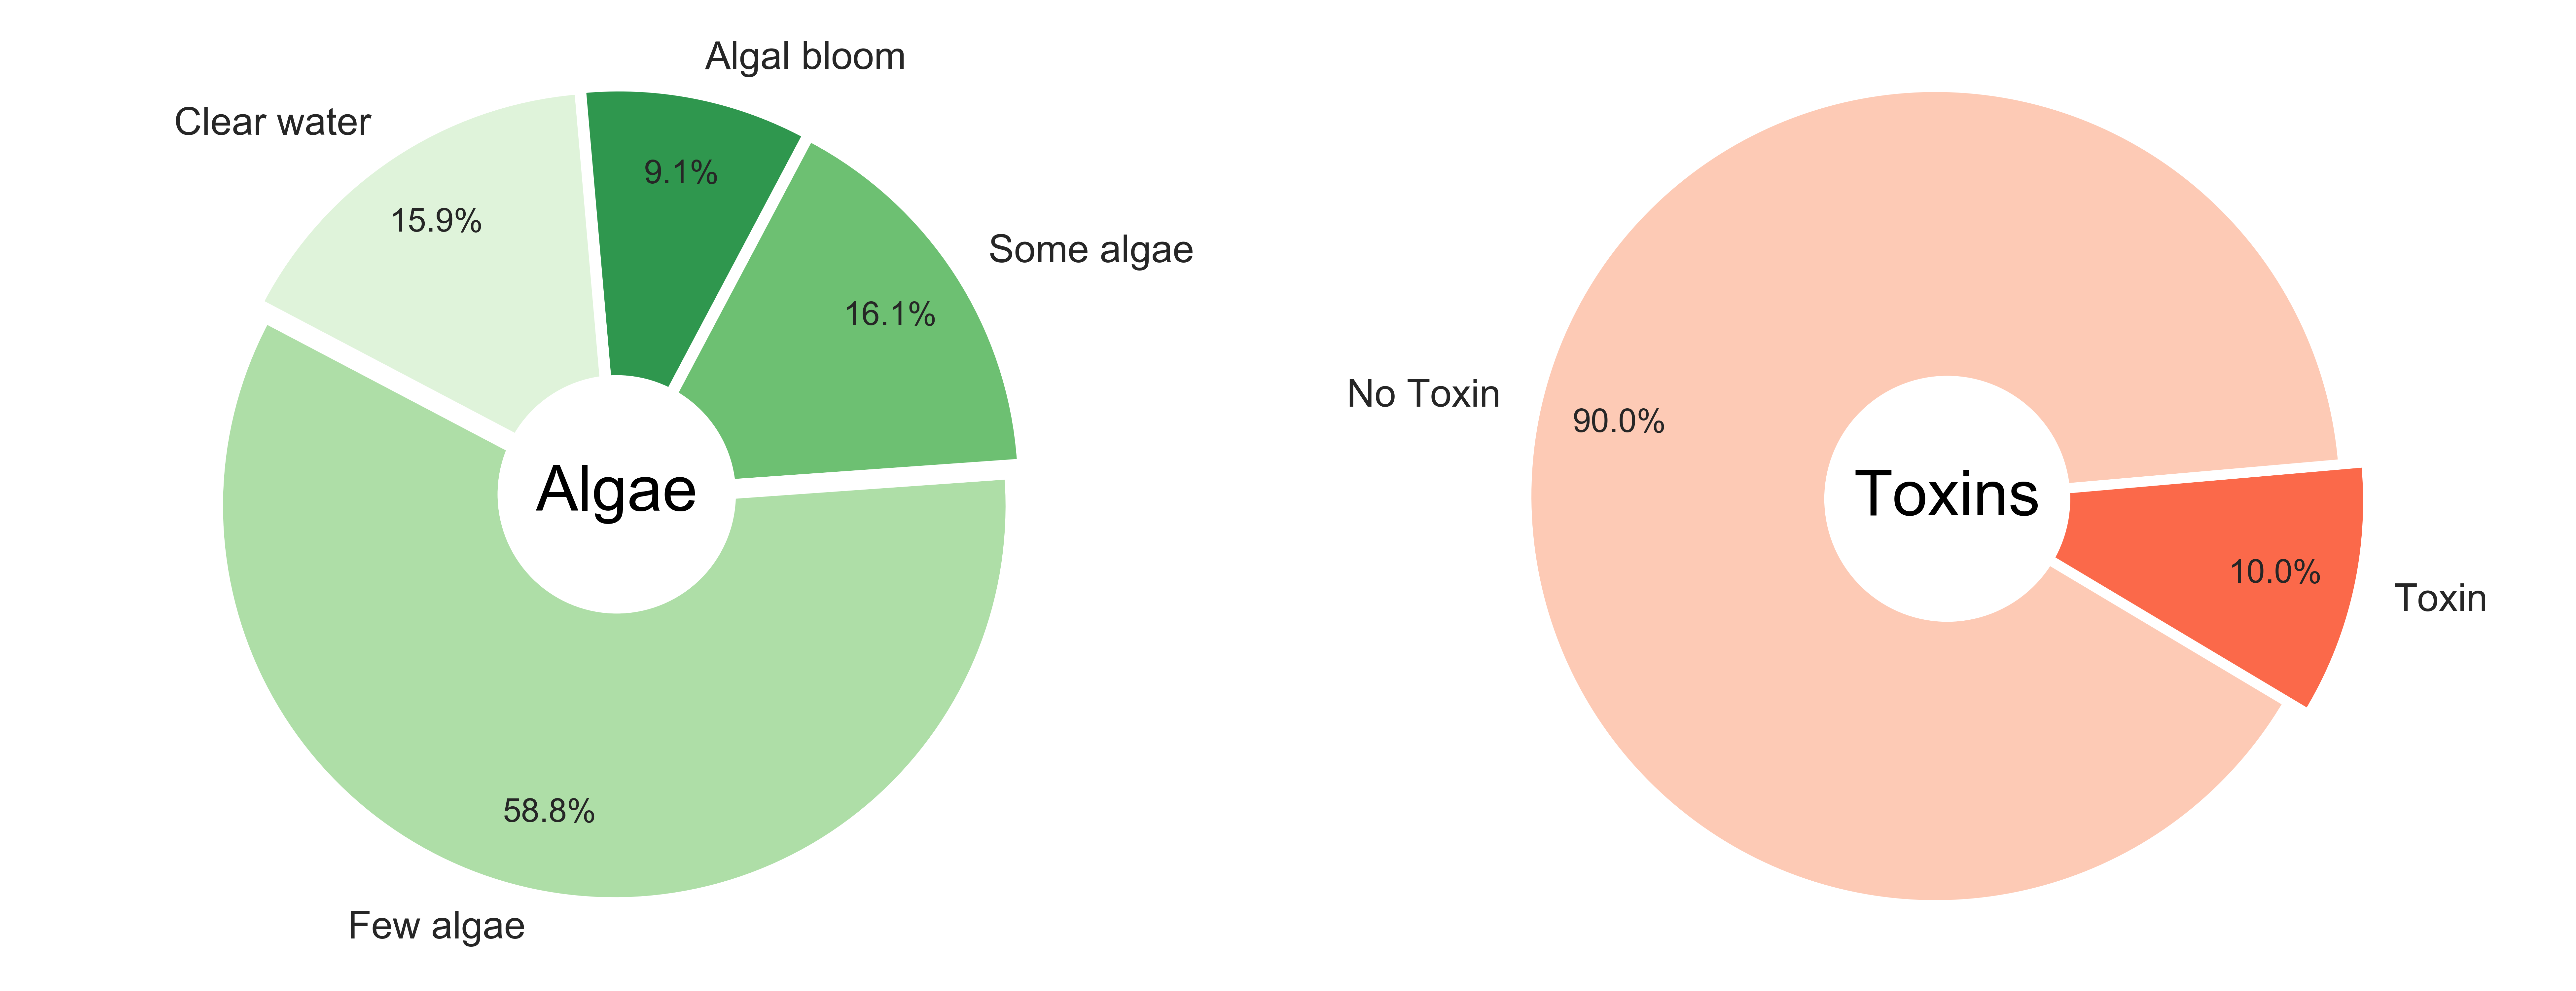 Algal bloom
Clear water
9.1%
15.9%
Some algae
16.1%
Algae
58.8%
Few algae
No Toxin
90.0%
Toxins
10.0%
Toxin